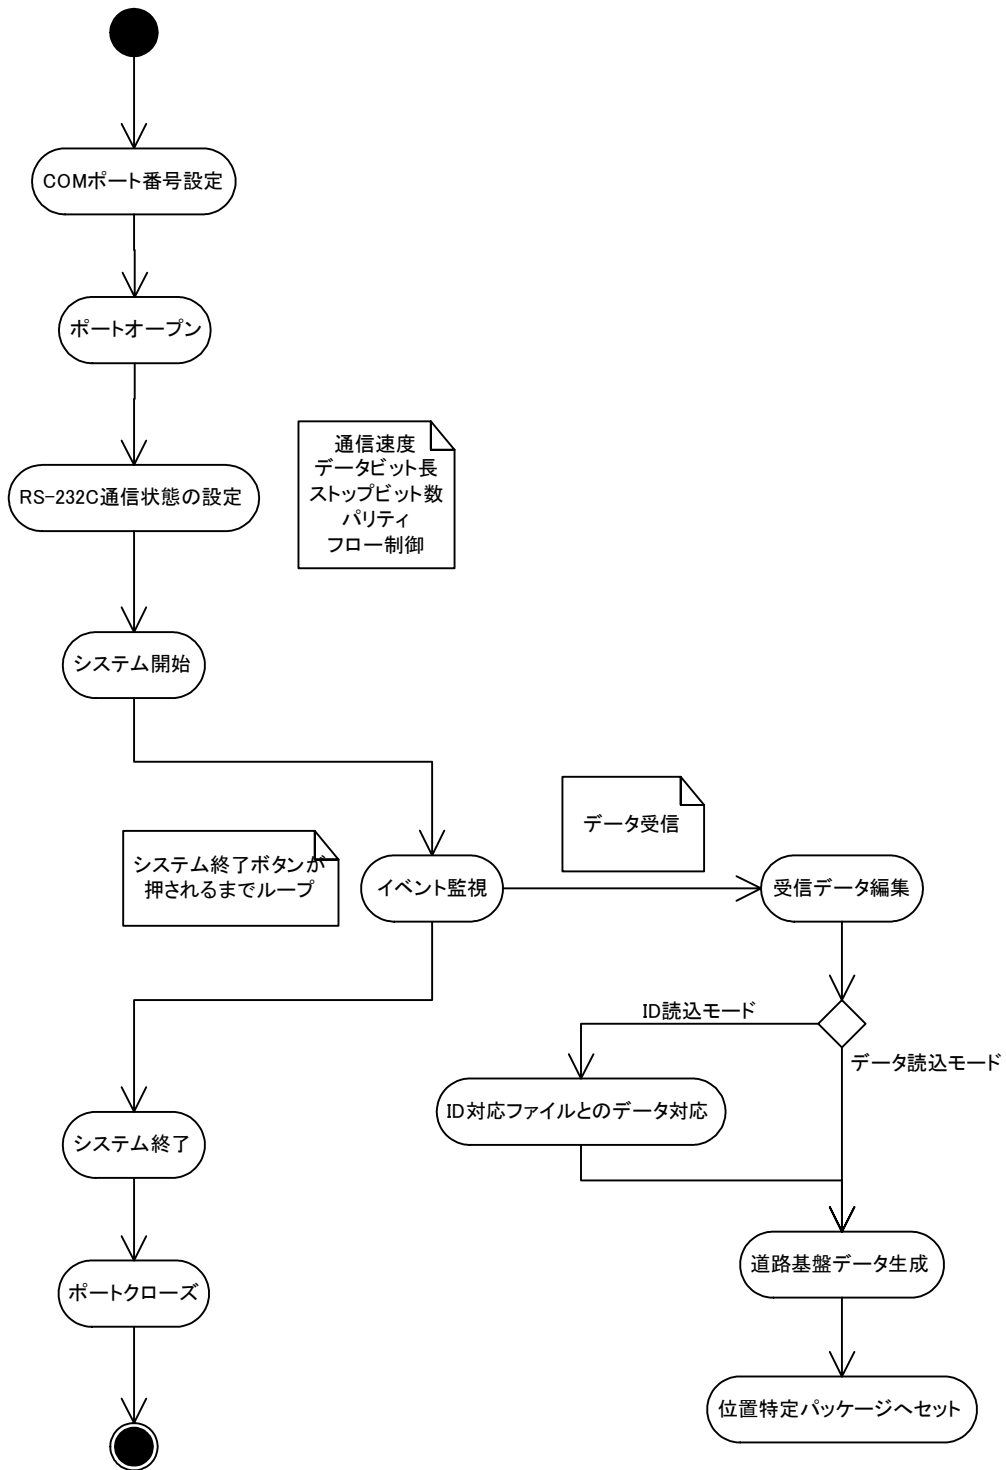 COMポート番号設定
ポートオープン
RS-232C通信状態の設定
通信速度
データビット長
ストップビット数
パリティ
フロー制御
システム開始
データ受信
システム終了ボタンが
押されるまでループ
イベント監視
受信データ編集
ID読込モード
データ読込モード
ID対応ファイルとのデータ対応
システム終了
道路基盤データ生成
ポートクローズ
位置特定パッケージへセット